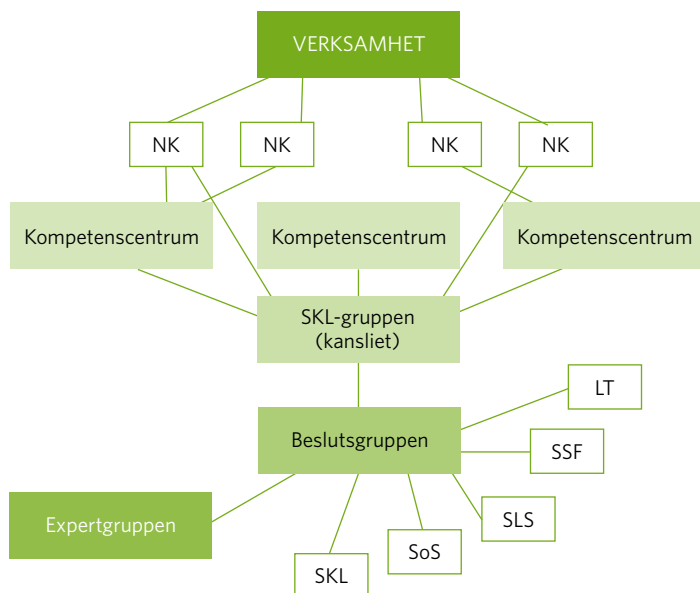 VERKSAMHET
NK
NK
NK
NK
Kompetenscentrum
Kompetenscentrum
Kompetenscentrum
SKL-gruppen
(kansliet)
LT
Beslutsgruppen
SSF
Expertgruppen
SLS
SoS
SKL